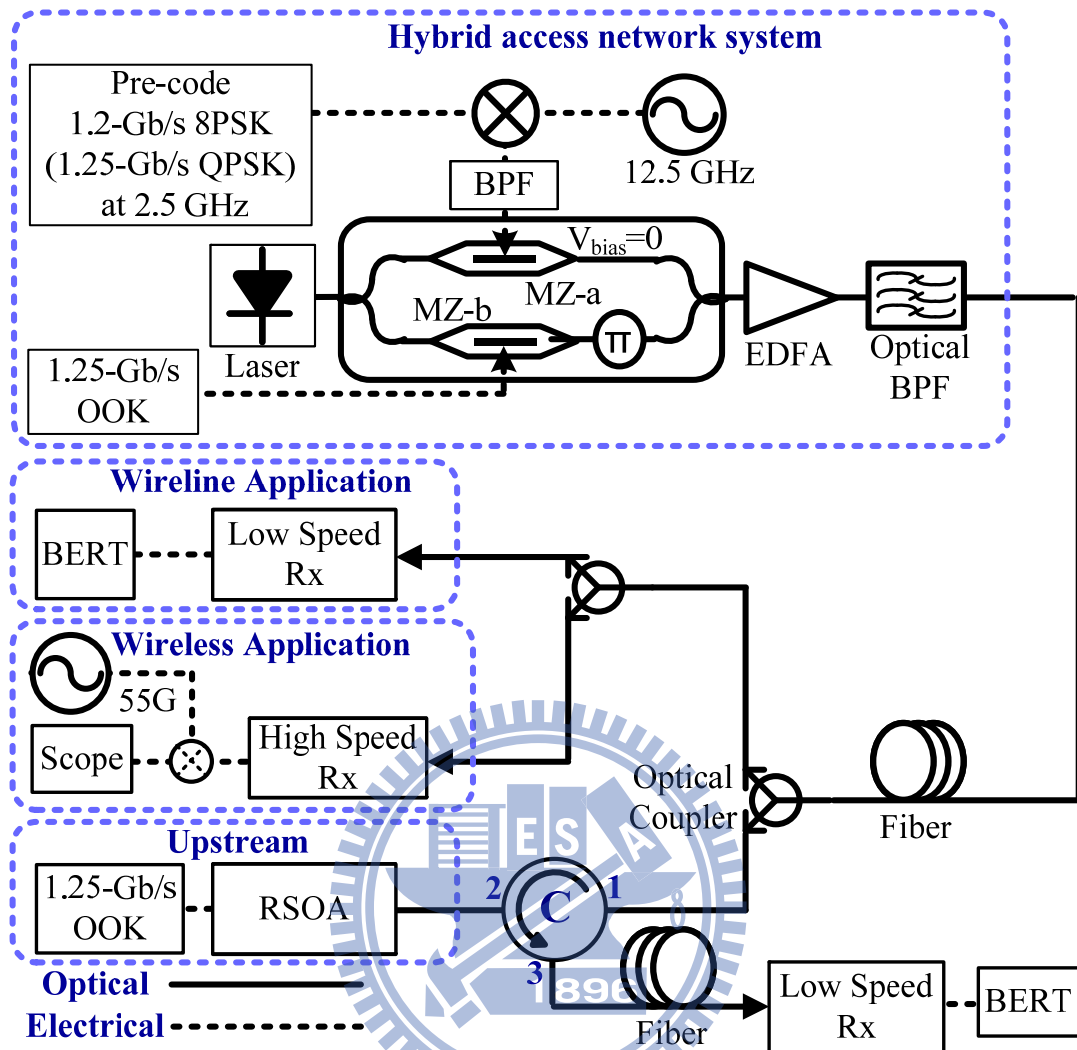 Hybrid access network system
Pre-code
1.2-Gb/s 8PSK
(1.25-Gb/s QPSK)
at 2.5 GHz
12.5 GHz
BPF
Vbias=0
MZ-a
MZ-b
π
Laser
EDFA
Optical
BPF
1.25-Gb/s
OOK
Wireline Application
BERT
Low Speed
Rx
Wireless Application
55G
Scope
High Speed
Rx
Optical
Coupler
Fiber
Upstream
1.25-Gb/s
OOK
RSOA
2
C
1
3
Optical
Electrical
Fiber
Low Speed
Rx
BERT
E S A
1896